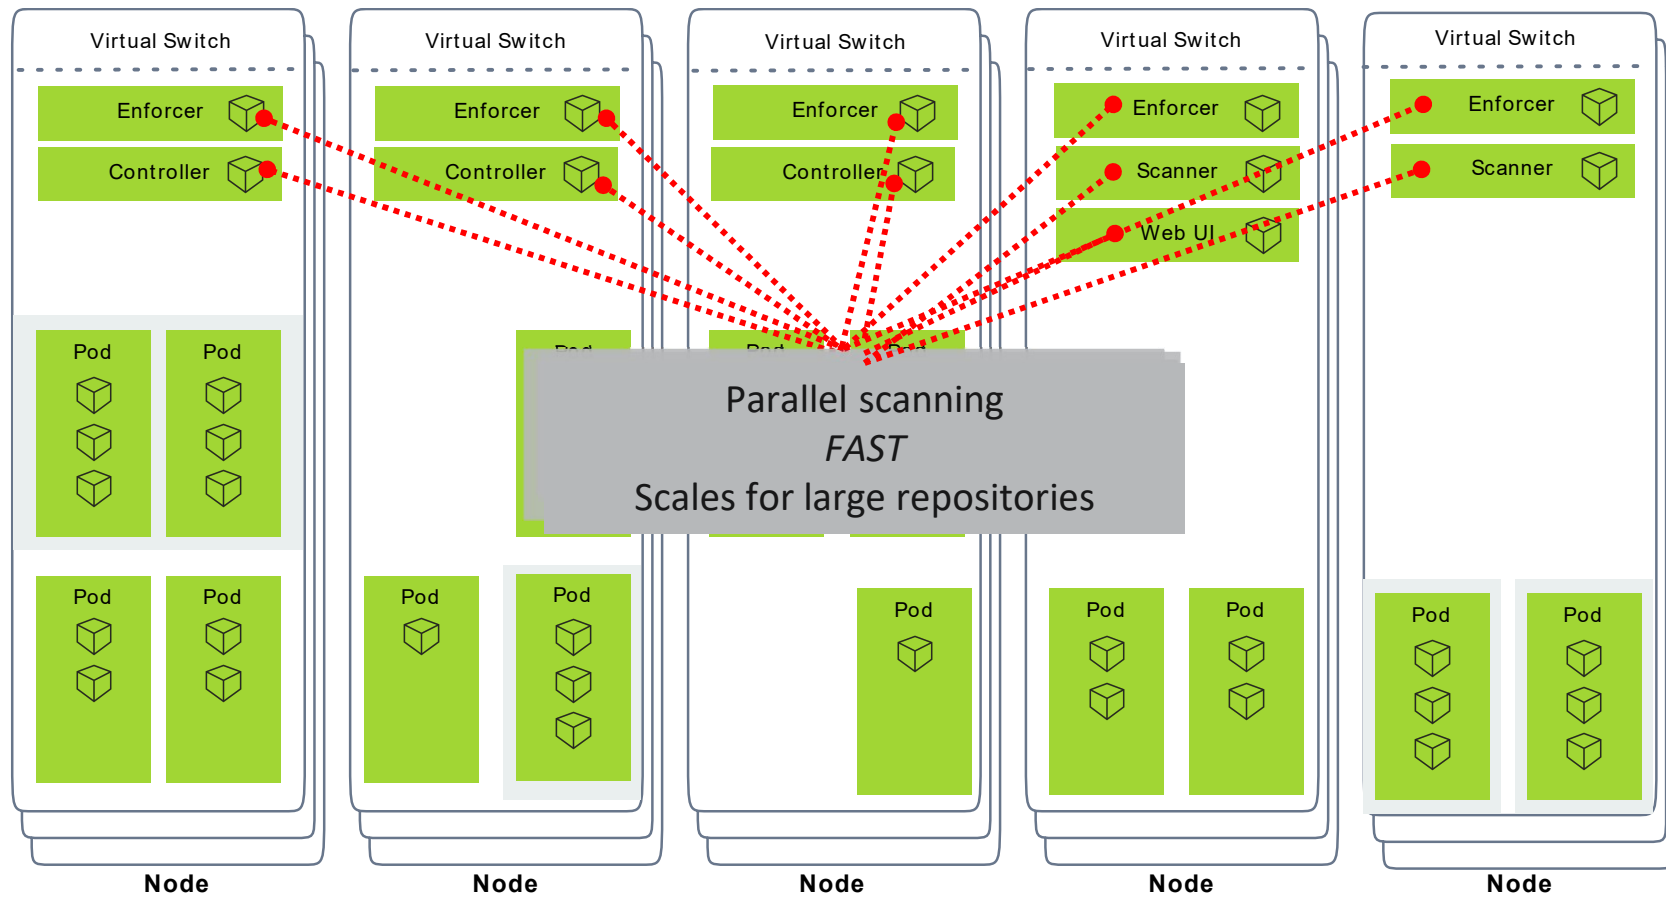 Virtual Switch
Virtual Switch
Virtual Switch
Virtual Switch
Virtual Switch
Enforcer
Enforcer
Enforcer
Enforcer
Enforcer
Controller
Controller
Controller
Scanner
Scanner
Web UI
Pod
Pod
Pod
Pod
Pod
Parallel scanning
FAST
Scales for large repositories
Pod
Pod
Pod
Pod
Pod
Pod
Pod
Pod
Pod
Node
Node
Node
Node
Node